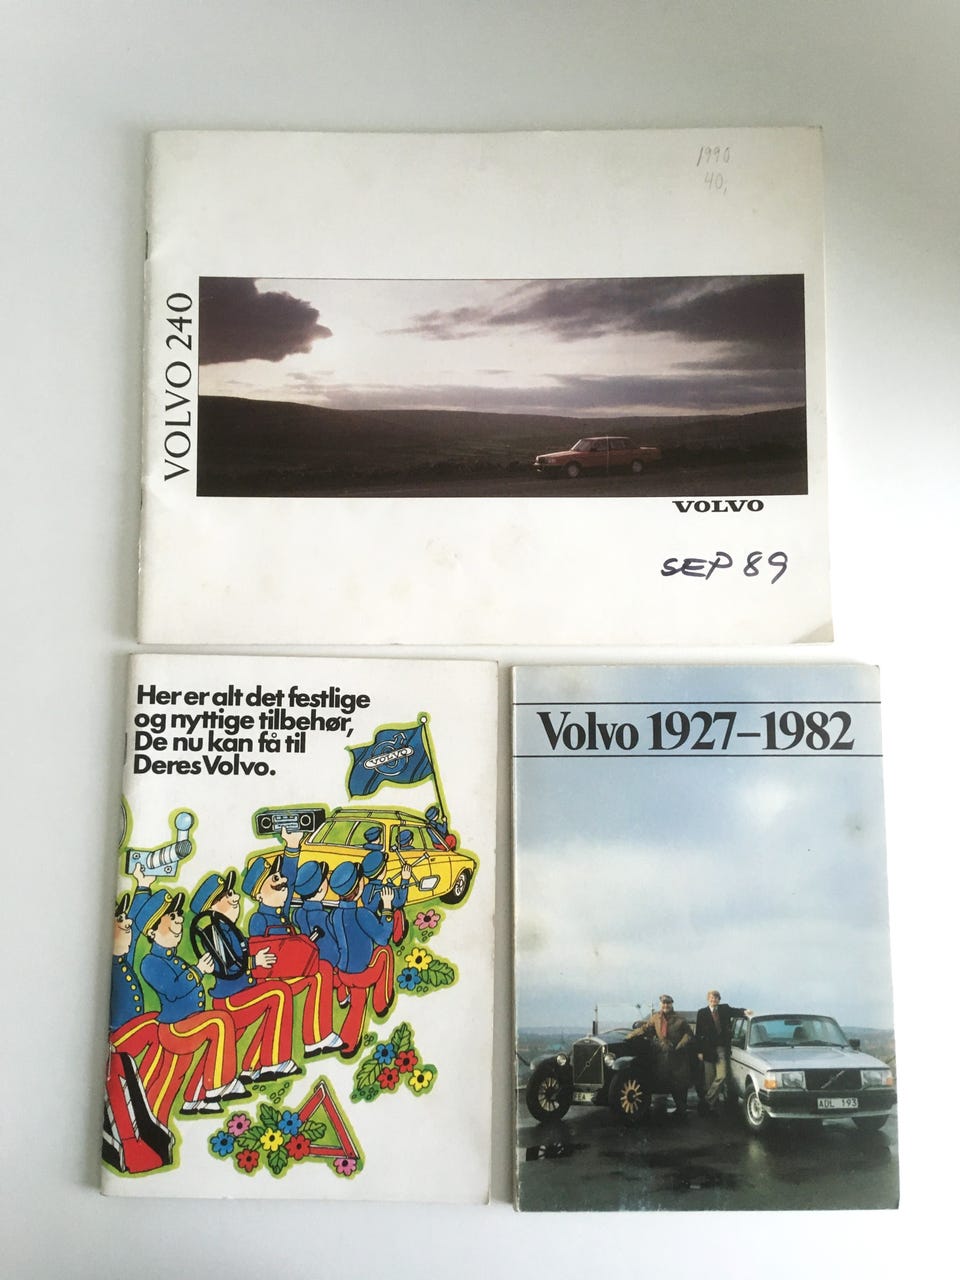 1990
40,
VOLVO 240
VOLVO
SEP 89
Her er alt det festlige
og nyttige tilbehør,
De nu kan få til
Deres Volvo.
VOLVO
Volvo 1927–1982
ADL 193